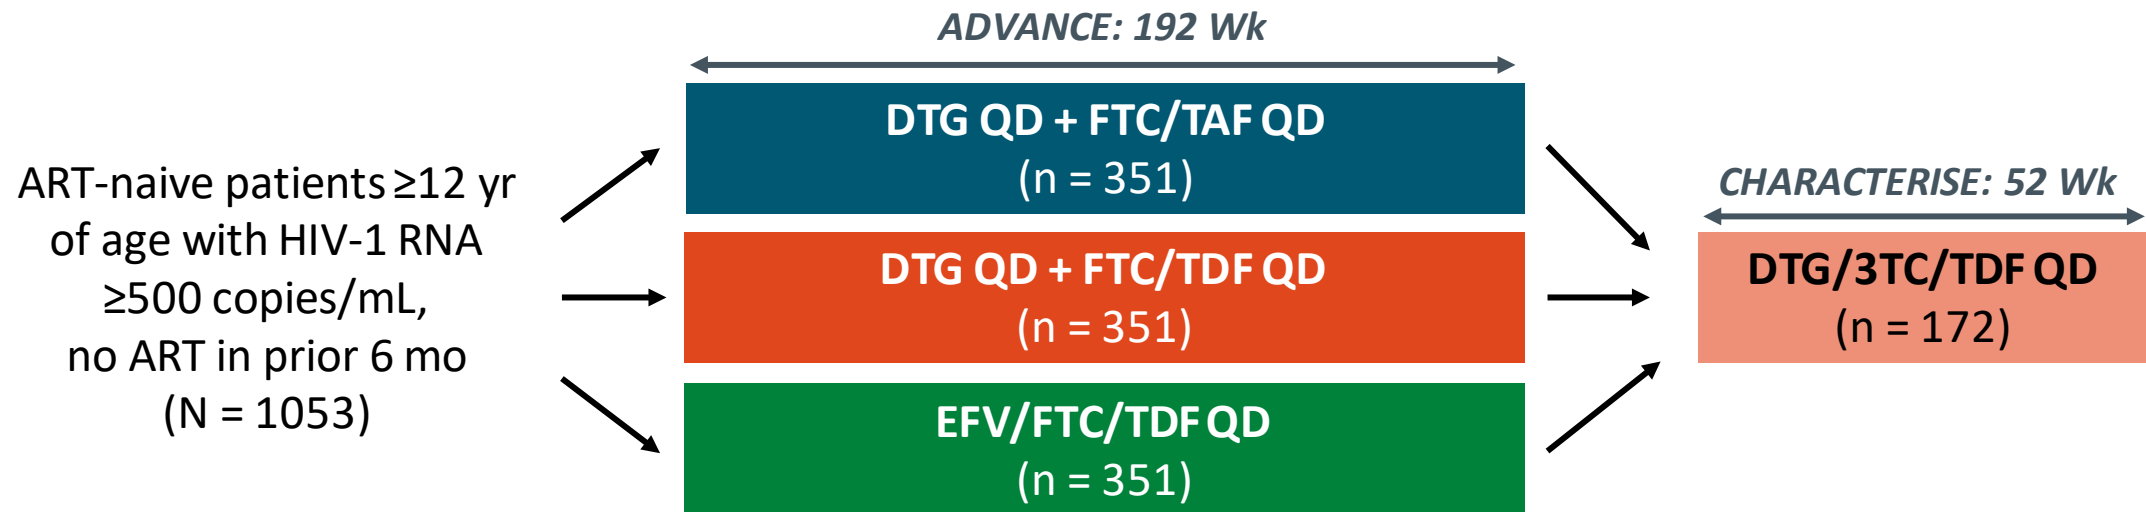 ADVANCE: 192 Wk
ART-naive patients ≥12 yr
of age with HIV-1 RNA
≥500 copies/mL,
no ART in prior 6 mo
(N = 1053)
DTG QD + FTC/TAF QD
(n = 351)
DTG QD + FTC/TDF QD
(n = 351)
EFV/FTC/TDF QD
(n = 351)
CHARACTERISE: 52 Wk
DTG/3TC/TDF QD
(n = 172)